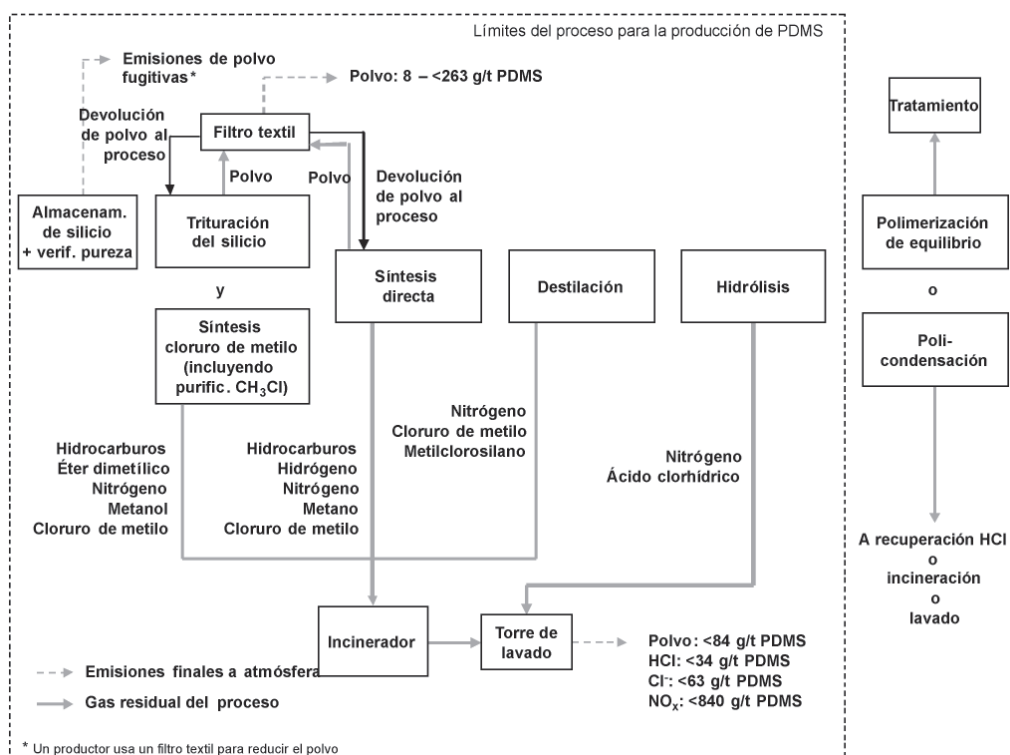 Límites del proceso para la producción de PDMS
Emisiones de polvo
fugitivas*
Polvo: 8 – <263 g/t PDMS
Devolución
de polvo al
proceso
Filtro textil
Polvo
Polvo
Devolución
de polvo al
proceso
Almacenam.
de silicio
+ verif. pureza
Trituración
del silicio
y
Síntesis
cloruro de metilo
(incluyendo
purific. CH₃Cl)
Síntesis
directa
Destilación
Hidrólisis
Tratamiento
Polimerización
de equilibrio
o
Poli-
condensación
Hidrocarburos
Éter dimetílico
Nitrógeno
Metanol
Cloruro de metilo
Hidrocarburos
Hidrógeno
Nitrógeno
Metano
Cloruro de metilo
Nitrógeno
Cloruro de metilo
Metilclorosilano
Nitrógeno
Ácido clorhídrico
A recuperación HCl
o
incineración
o
lavado
Incinerador
Torre de
lavado
Polvo: <84 g/t PDMS
HCl: <34 g/t PDMS
Cl⁻: <63 g/t PDMS
NOₓ: <840 g/t PDMS
Emisiones finales a atmósfera
Gas residual del proceso
* Un productor usa un filtro textil para reducir el polvo